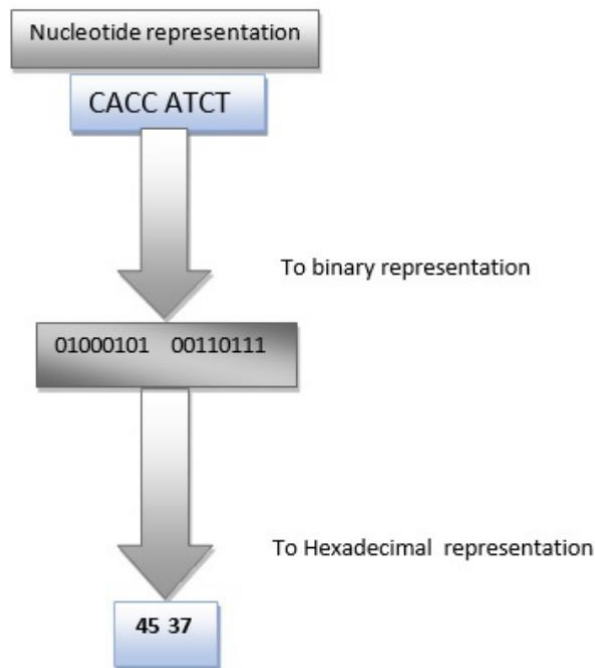 Nucleotide representation
CACC ATCT
To binary representation
01000101 00110111
To Hexadecimal representation
45 37